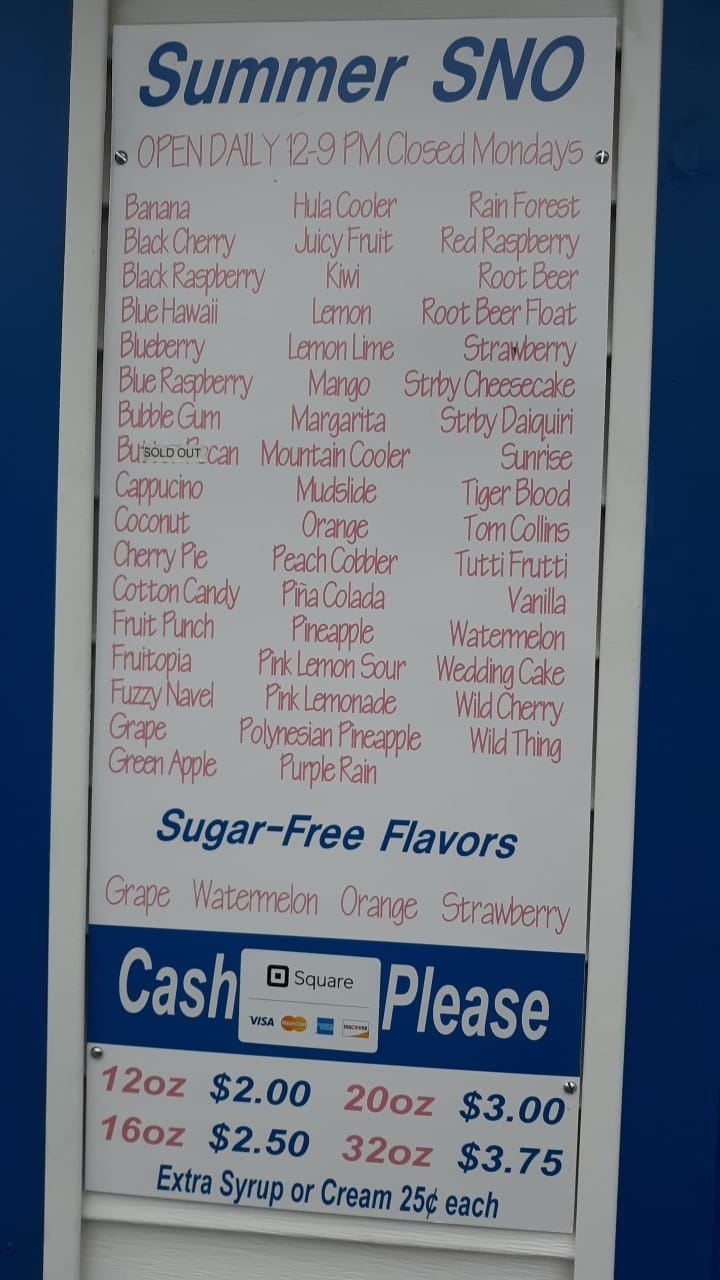 Summer SNO
OPEN DAILY 12-9 PM Closed Mondays
Banana
Black Cherry
Black Raspberry
Blue Hawaii
Blueberry
Blue Raspberry
Bubble Gum
SOLD OUT
Cappucino
Coconut
Cherry Pie
Cotton Candy
Fruit Punch
Fruitopia
Fuzzy Navel
Grape
Green Apple
Hula Cooler
Juicy Fruit
Kiwi
Lemon
Lemon Lime
Mango
Margarita
Mountain Cooler
Mudslide
Orange
Peach Cobbler
Piña Colada
Pineapple
Pink Lemon Sour
Pink Lemonade
Polynesian Pineapple
Purple Rain
Rain Forest
Red Raspberry
Root Beer
Root Beer Float
Strawberry
Strby Cheesecake
Strby Daiquiri
Sunrise
Tiger Blood
Tom Collins
Tutti Frutti
Vanilla
Watermelon
Wedding Cake
Wild Cherry
Wild Thing
Sugar-Free Flavors
Grape Watermelon Orange Strawberry
Cash Please
Square
VISA MasterCard DISCOVER
12oz $2.00 20oz $3.00
16oz $2.50 32oz $3.75
Extra Syrup or Cream 25¢ each